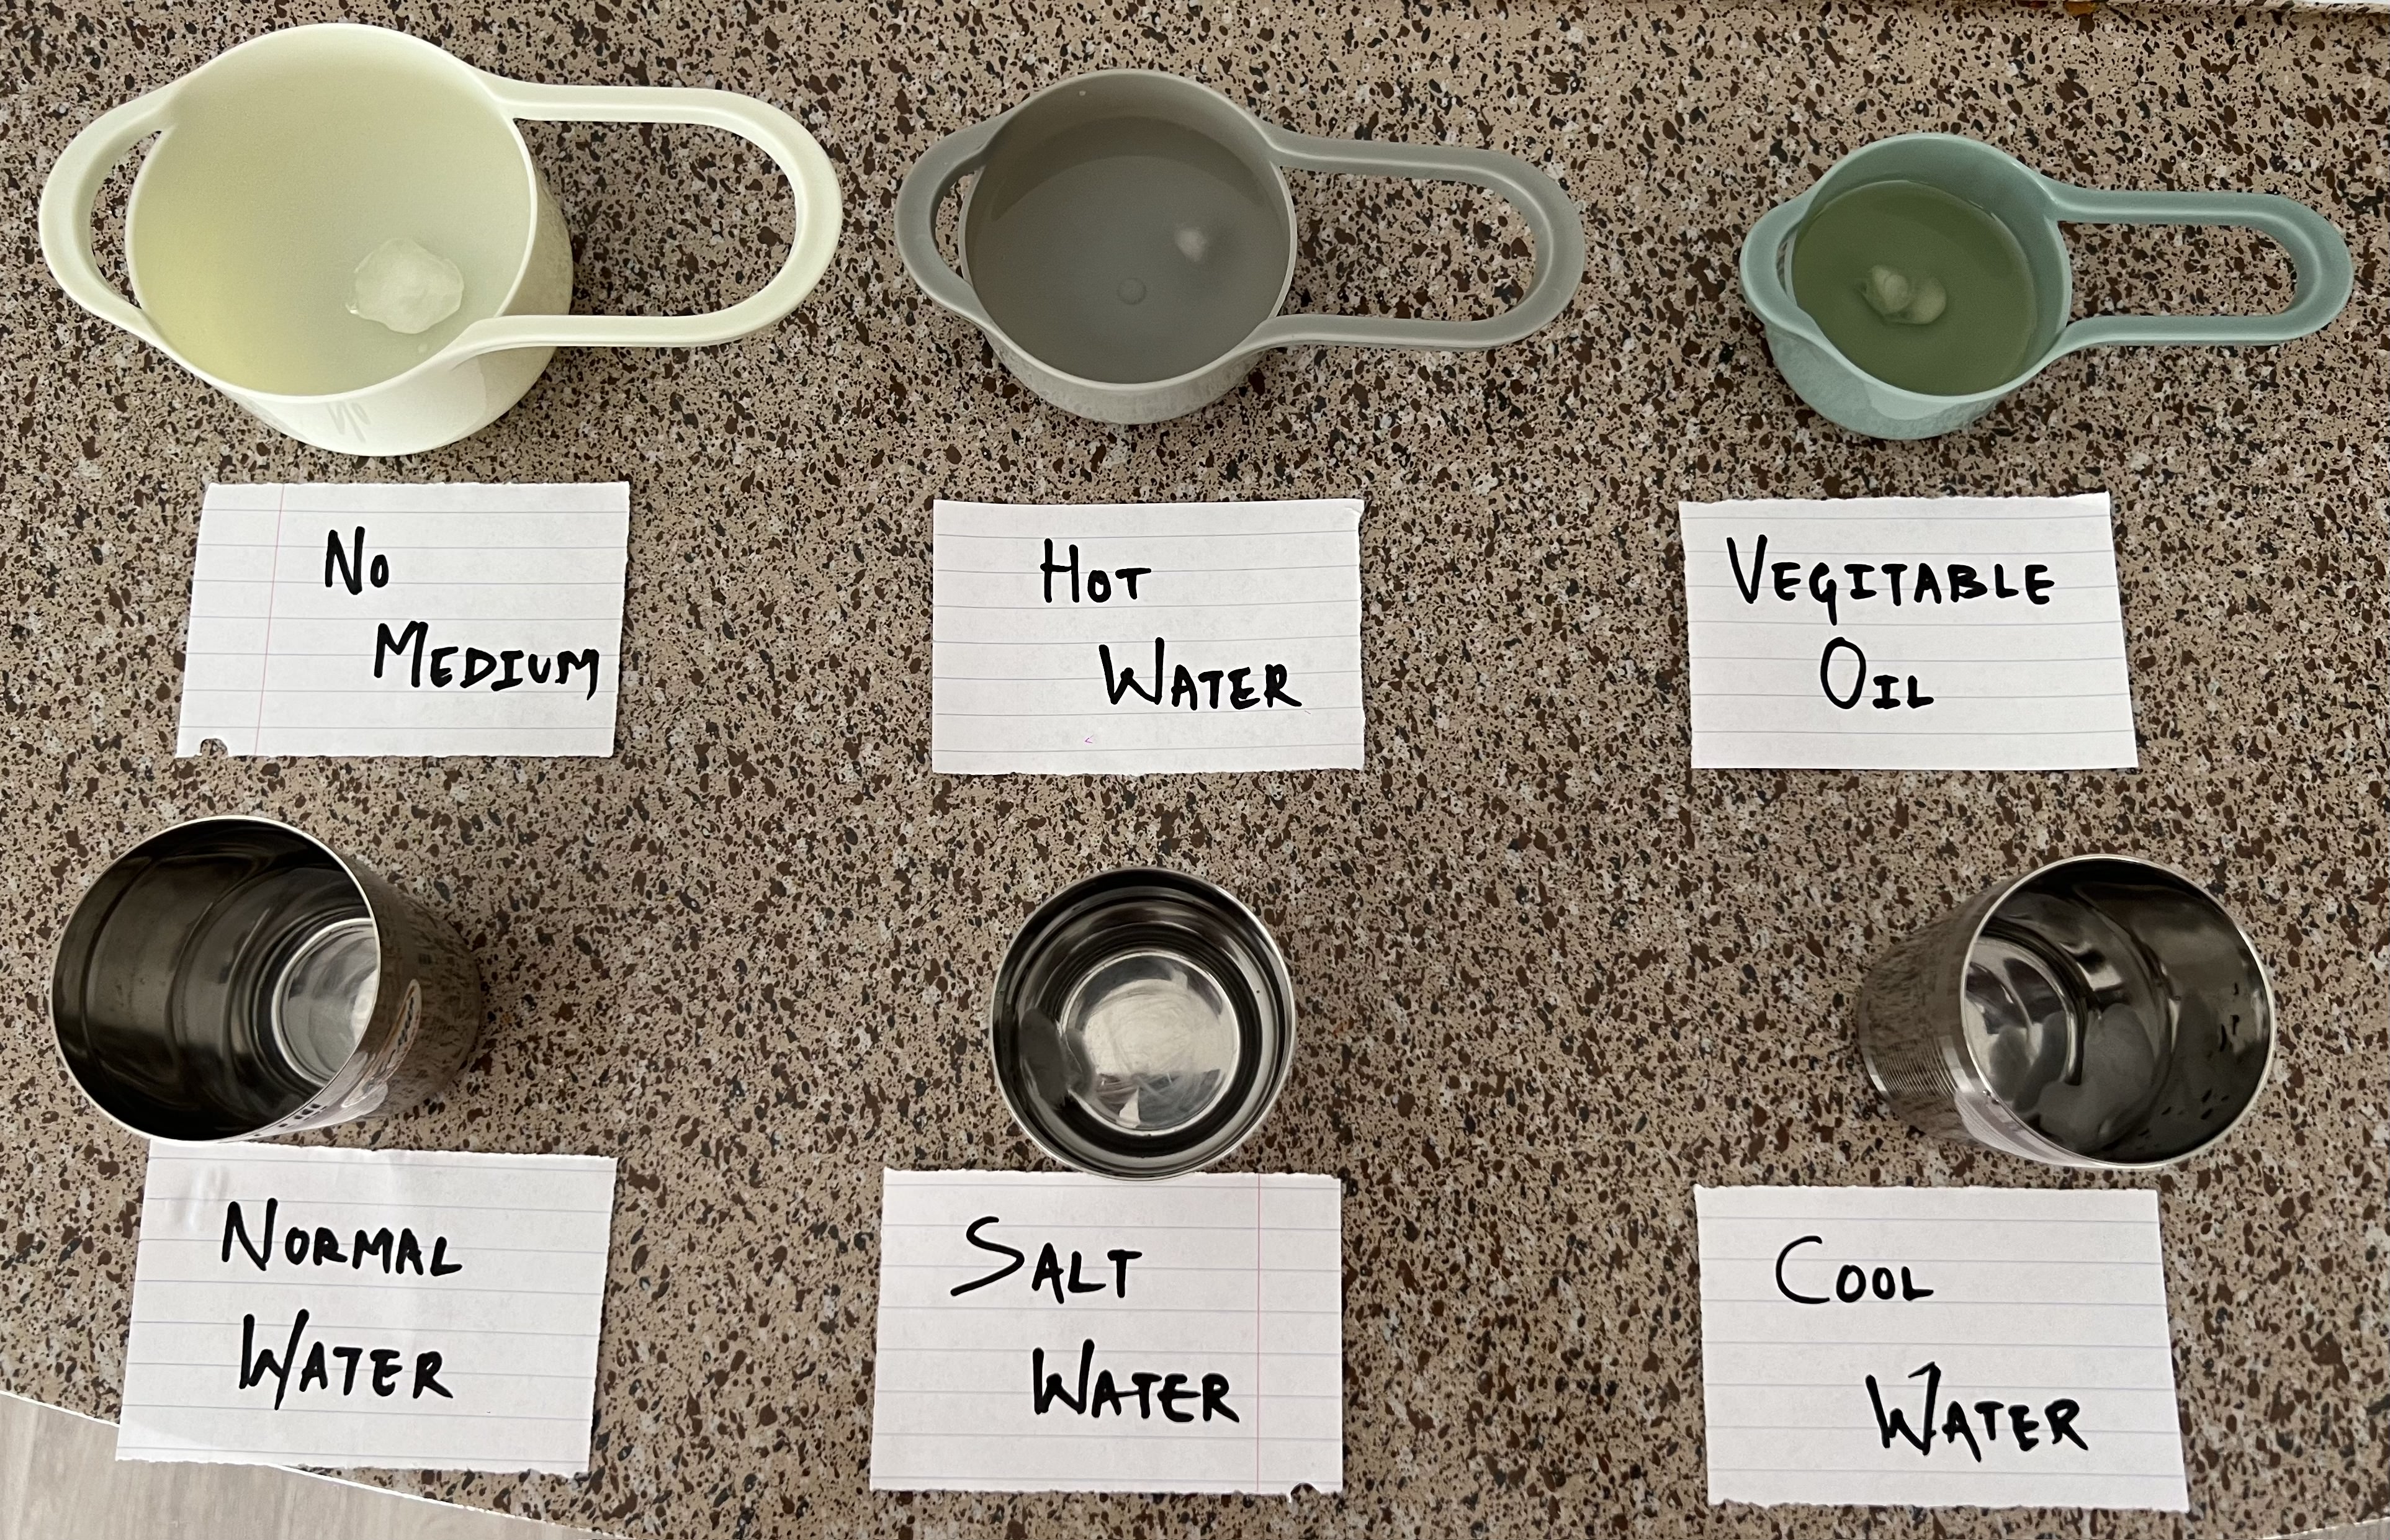 No
MEDIUM
HOT
WATER
VEGITABLE
OIL
NORMAL
WATER
SALT
WATER
COOL
WATER